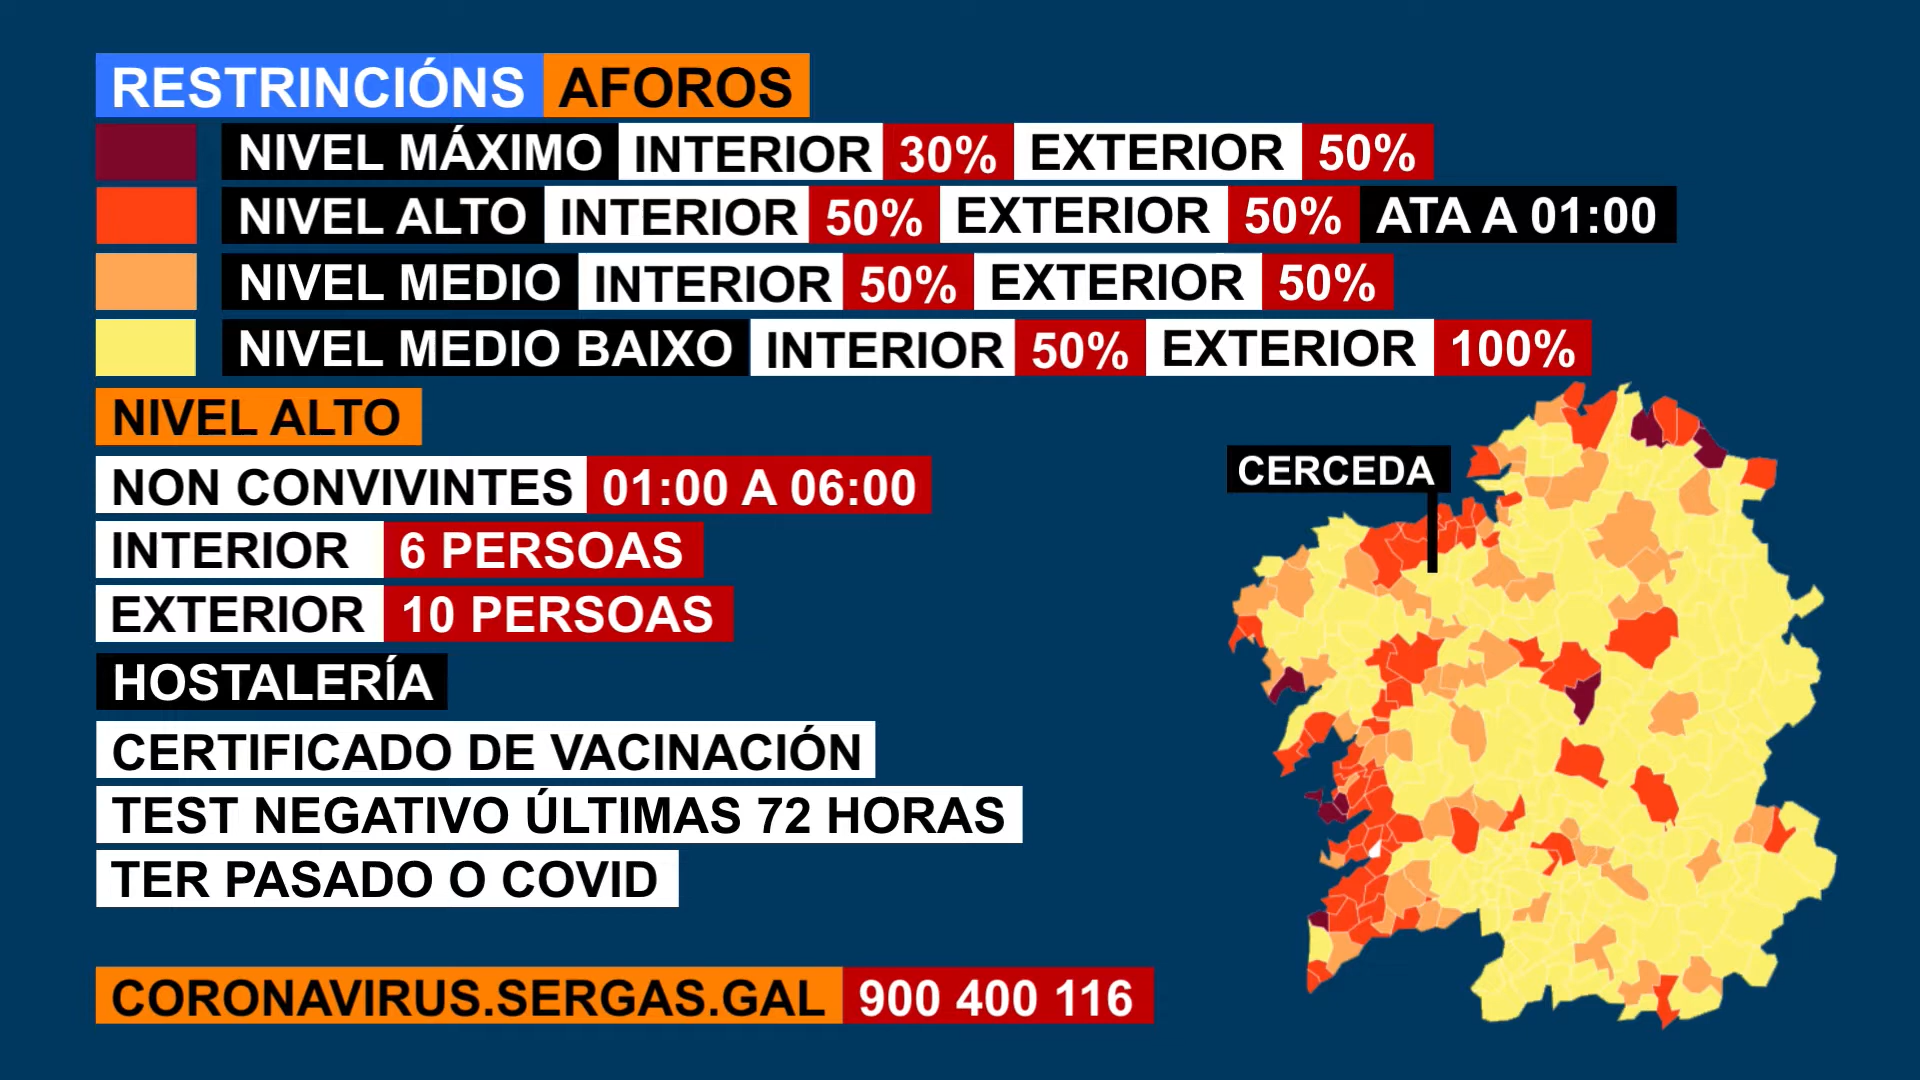 RESTRINCIÓNS AFOROS
NIVEL MÁXIMO INTERIOR 30% EXTERIOR 50%
NIVEL ALTO INTERIOR 50% EXTERIOR 50% ATA A 01:00
NIVEL MEDIO INTERIOR 50% EXTERIOR 50%
NIVEL MEDIO BAIXO INTERIOR 50% EXTERIOR 100%
NIVEL ALTO
CERCEDA
NON CONVIVINTES 01:00 A 06:00
INTERIOR 6 PERSOAS
EXTERIOR 10 PERSOAS
HOSTALERÍA
CERTIFICADO DE VACINACIÓN
TEST NEGATIVO ÚLTIMAS 72 HORAS
TER PASADO O COVID
CORONAVIRUS.SERGAS.GAL 900 400 116